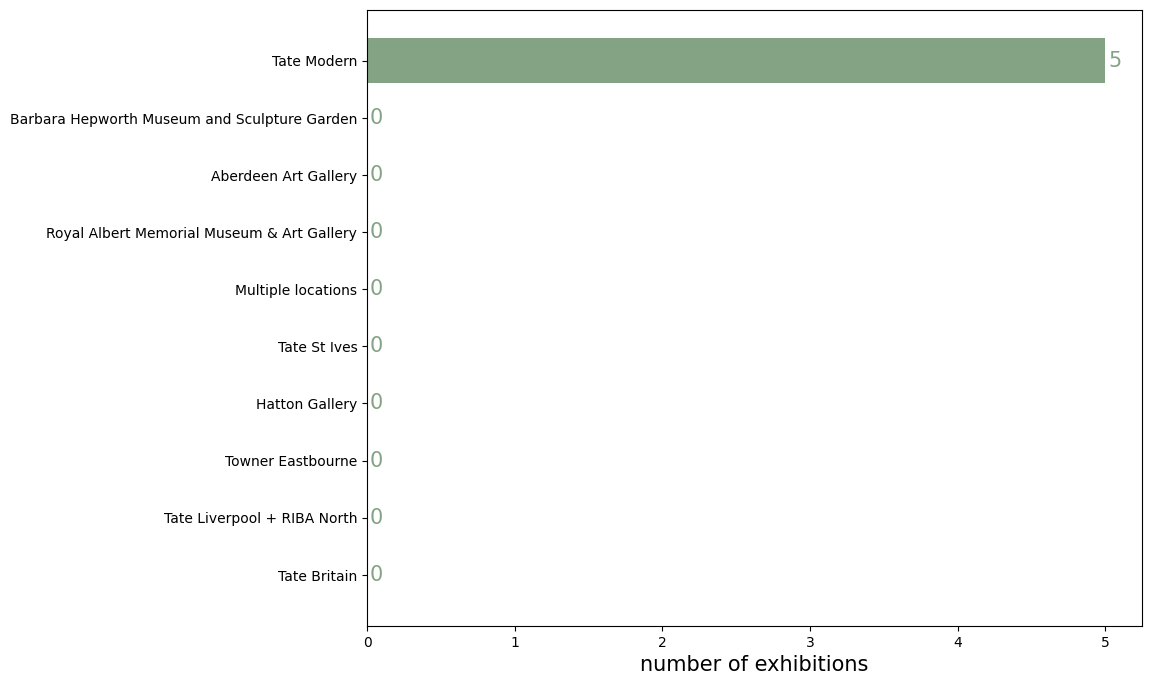 Tate Modern 5
Barbara Hepworth Museum and Sculpture Garden 0
Aberdeen Art Gallery 0
Royal Albert Memorial Museum & Art Gallery 0
Multiple locations 0
Tate St Ives 0
Hatton Gallery 0
Towner Eastbourne 0
Tate Liverpool + RIBA North 0
Tate Britain 0
0 1 2 3 4 5
number of exhibitions